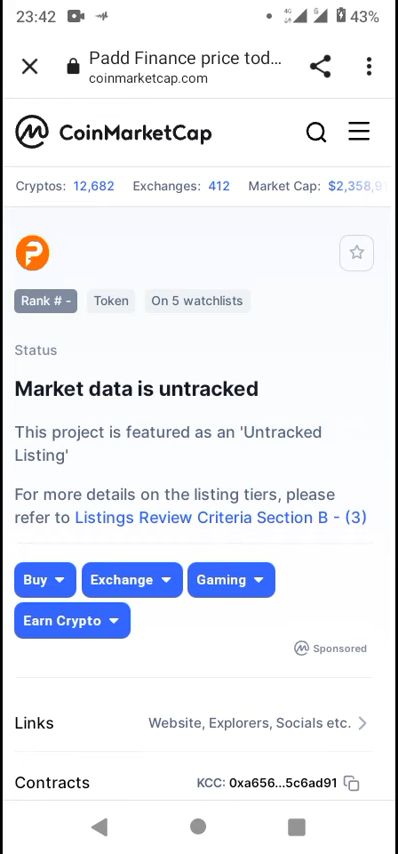 23:42
4G
G
43%
Padd Finance price tod...
coinmarketcap.com
CoinMarketCap
Cryptos: 12,682 Exchanges: 412 Market Cap: $2,358,9
Rank # -
Token
On 5 watchlists
Status
Market data is untracked
This project is featured as an 'Untracked
Listing'
For more details on the listing tiers, please
refer to Listings Review Criteria Section B - (3)
Buy
Exchange
Gaming
Earn Crypto
Sponsored
Links
Website, Explorers, Socials etc.
Contracts
KCC: 0xa656...5c6ad91